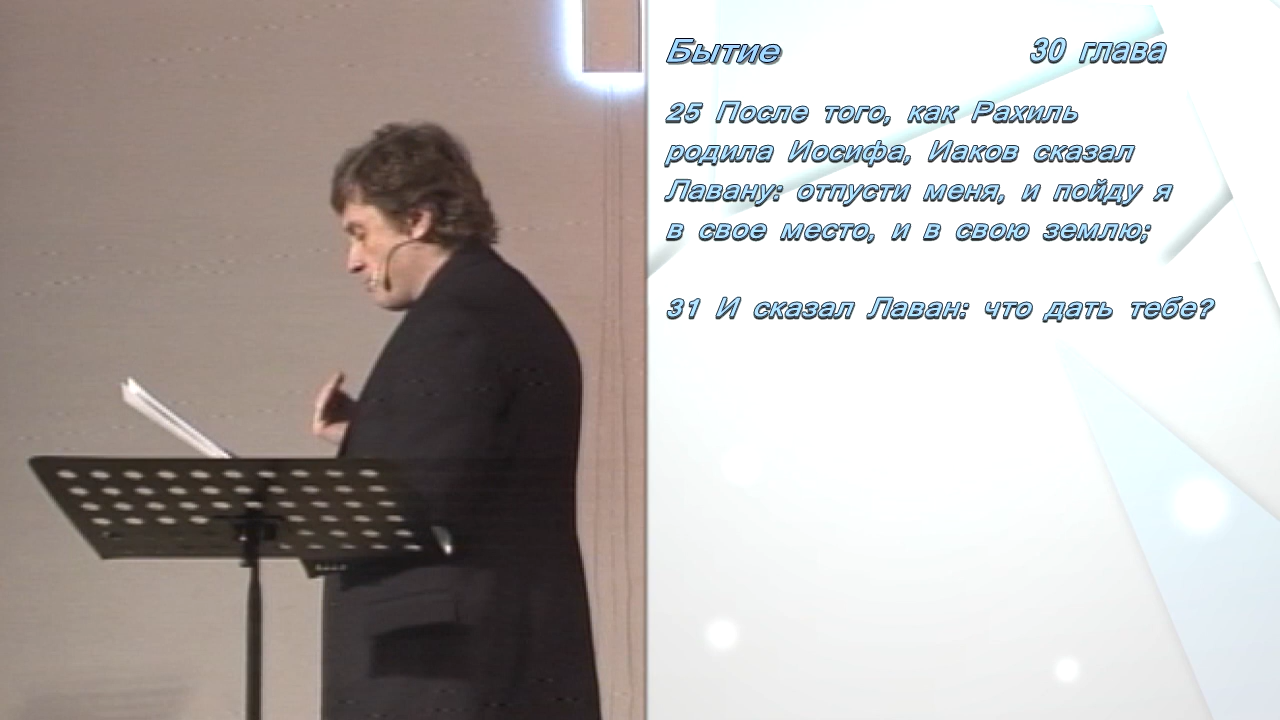 Бытие 30 глава
25 После того, как Рахиль
родила Иосифа, Иаков сказал
Лавану: отпусти меня, и пойду я
в свое место, и в свою землю;
31 И сказал Лаван: что дать тебе?